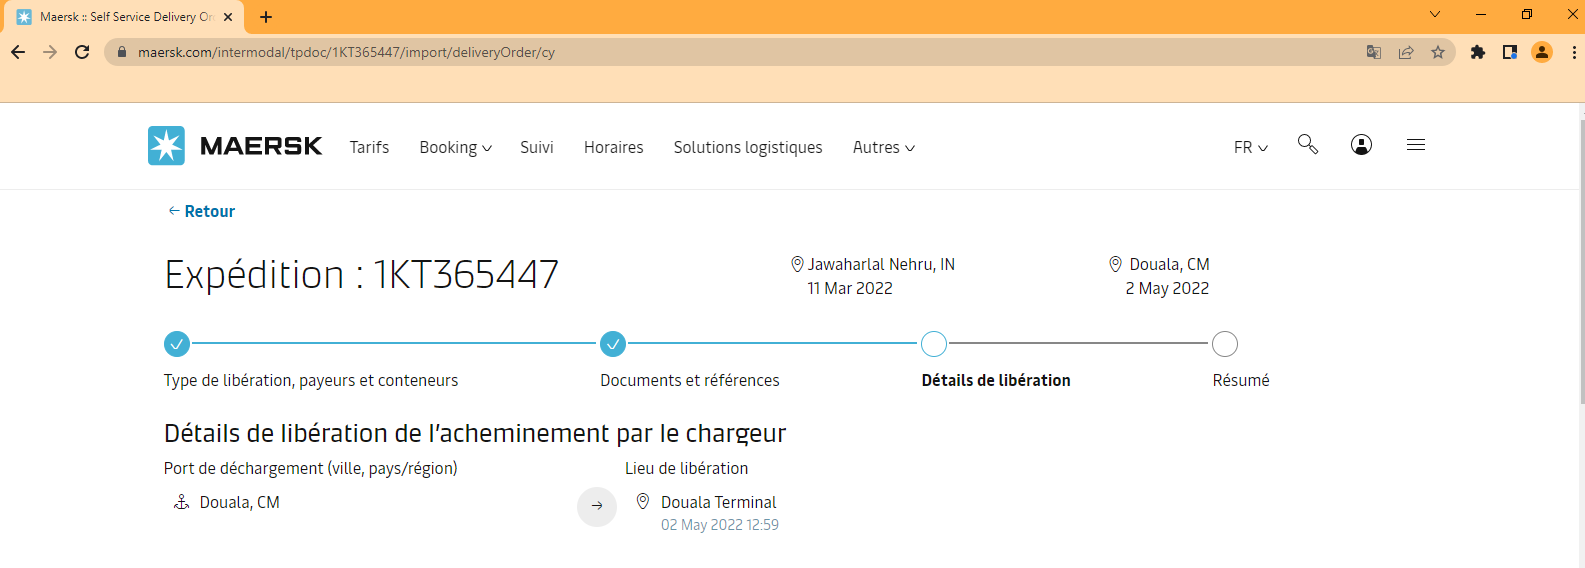 Maersk :: Self Service Delivery Or
maersk.com/intermodal/tpdoc/1KT365447/import/deliveryOrder/cy
MAERSK Tarifs Booking Suivi Horaires Solutions logistiques Autres FR
Retour
Expédition : 1KT365447
Jawaharlal Nehru, IN
11 Mar 2022
Douala, CM
2 May 2022
Type de libération, payeurs et conteneurs
Documents et références
Détails de libération
Résumé
Détails de libération de l’acheminement par le chargeur
Port de déchargement (ville, pays/région)
Douala, CM
Lieu de libération
Douala Terminal
02 May 2022 12:59